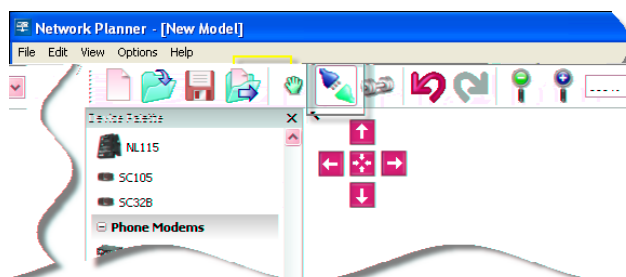 Network Planner - [New Model]
File Edit View Options Help
Device Palette
NL115
SC105
SC32B
Phone Modems